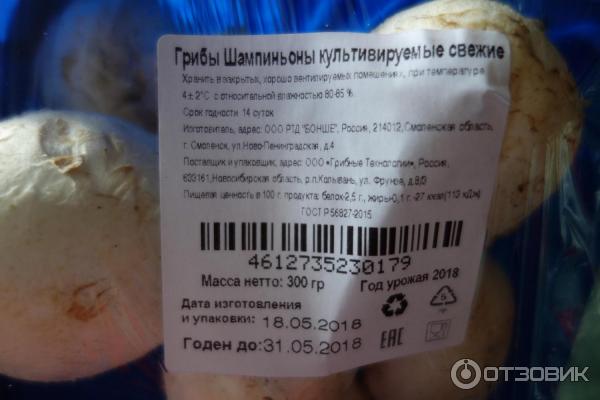 Грибы Шампиньоны культивируемые свежие
Хранить в закрытых, хорошо вентилируемых помещениях, при температуре
4± 2°С с относительной влажностью 80-85 %.
Срок годности 14 суток
Изготовитель, адрес: ООО РТД "БОНШЕ", Россия, 214012, Смоленская область,
г. Смоленск, ул.Ново-Ленинградская, д.4
Поставщик и упаковщик, адрес: ООО «Грибные Технологии», Россия,
633161,Новосибирская область, р.п.Колывань, ул. Фрунзе, д.8/3
Пищевая ценность в 100 г. продукта: белок-2,5 г., жиры-0,1 г. -27 ккал(113 кДж)
ГОСТ Р 56827-2015
4612735230179
Масса нетто: 300 гр
Год урожая 2018
Дата изготовления
и упаковки: 18.05.2018
Годен до: 31.05.2018
5
PP
EAC
ОТЗОВИК